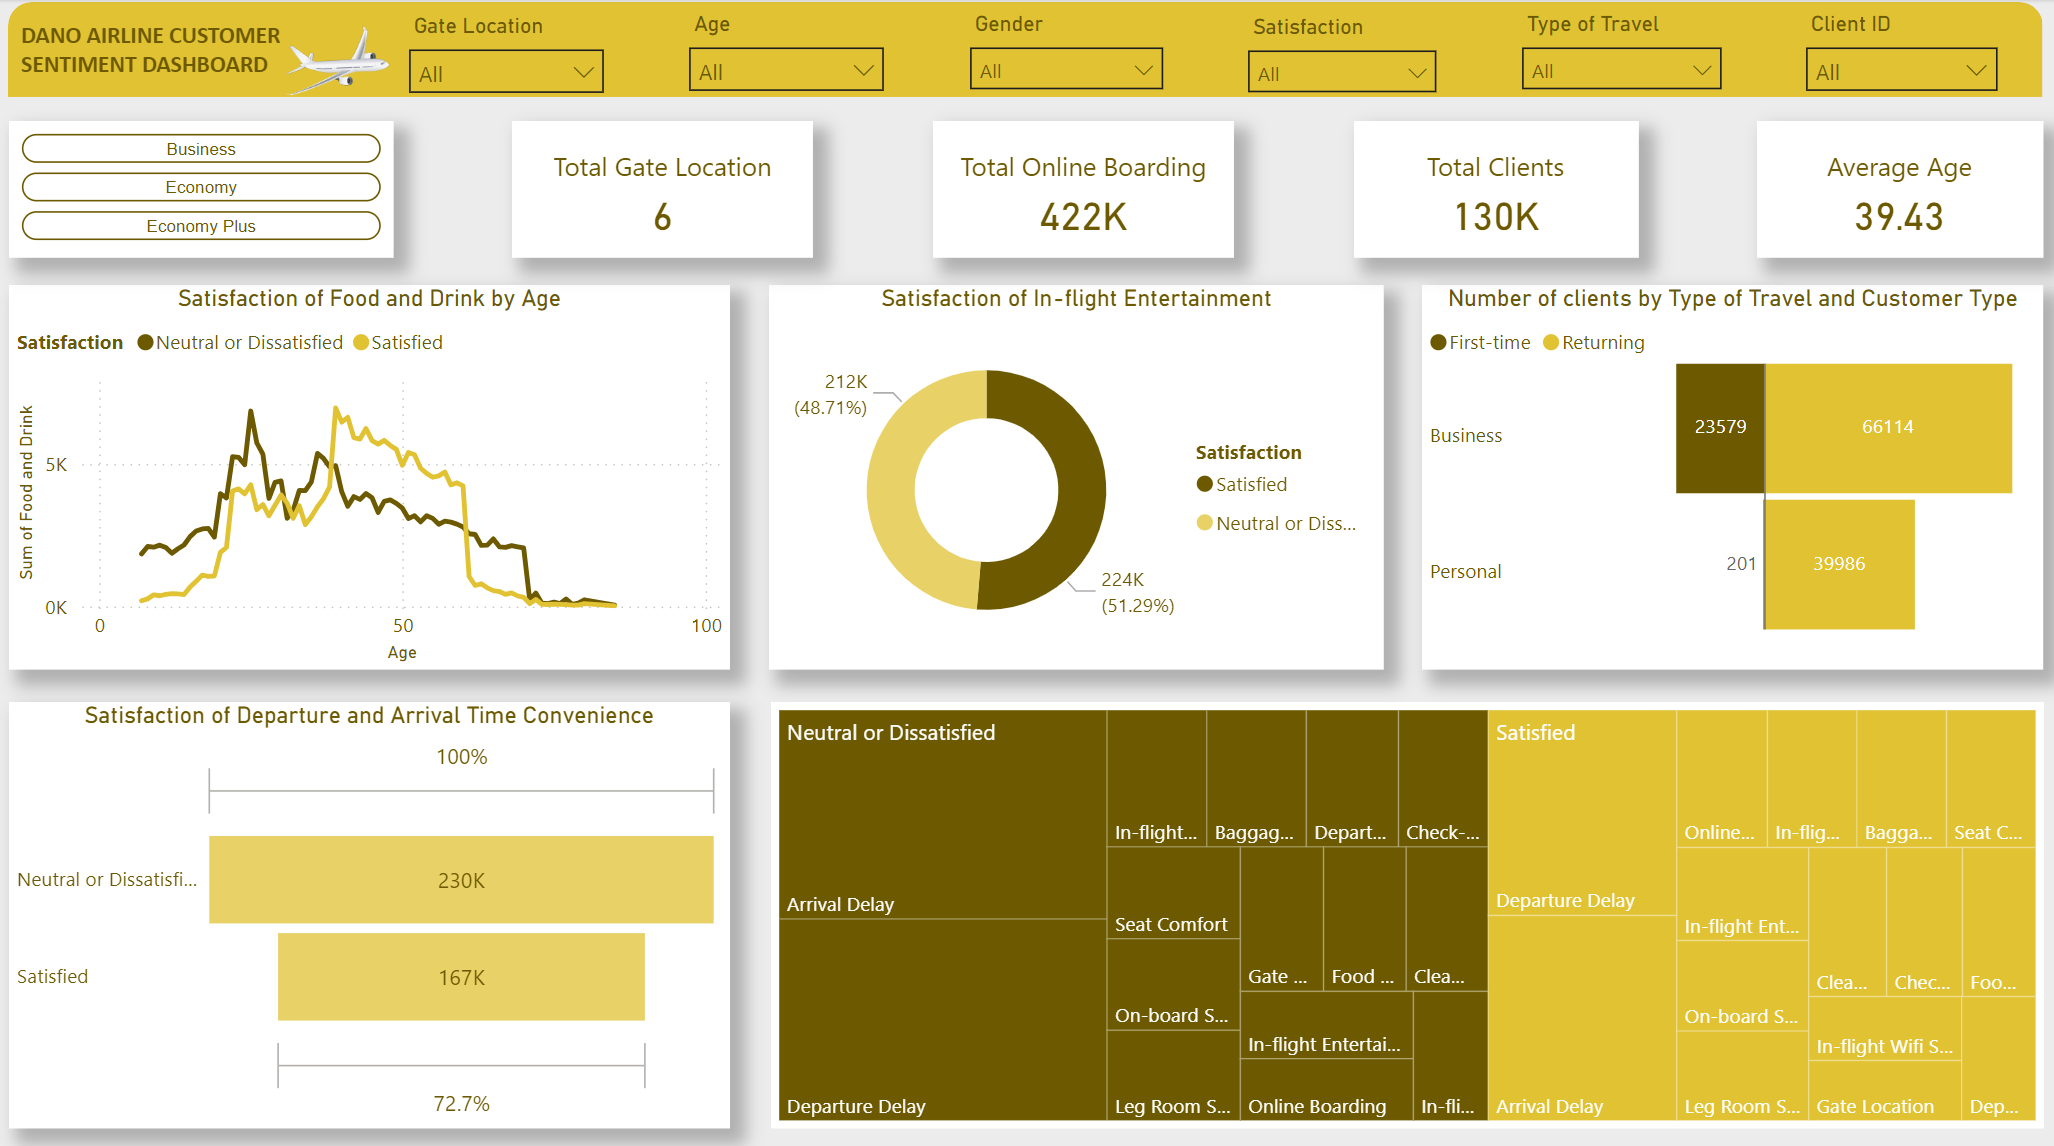 DANO AIRLINE CUSTOMER
SENTIMENT DASHBOARD
Gate Location
All
Age
All
Gender
All
Satisfaction
All
Type of Travel
All
Client ID
All
Business
Economy
Economy Plus
Total Gate Location
6
Total Online Boarding
422K
Total Clients
130K
Average Age
39.43
Satisfaction of Food and Drink by Age
Satisfaction Neutral or Dissatisfied Satisfied
Sum of Food and Drink
5K
0K
0 50 100
Age
Satisfaction of In-flight Entertainment
212K
(48.71%)
224K
(51.29%)
Satisfaction
Satisfied
Neutral or Diss...
Number of clients by Type of Travel and Customer Type
First-time Returning
Business 23579 66114
Personal 201 39986
Satisfaction of Departure and Arrival Time Convenience
100%
Neutral or Dissatisfi... 230K
Satisfied 167K
72.7%
Neutral or Dissatisfied
Arrival Delay
Departure Delay
In-flight... Baggag... Depart... Check-...
Seat Comfort
On-board S...
Leg Room S...
Gate ... Food ... Clea...
In-flight Entertai...
Online Boarding
In-fli...
Satisfied
Departure Delay
Arrival Delay
Online... In-flig... Bagga... Seat C...
In-flight Ent...
On-board S...
Leg Room S...
Clea... Chec... Foo...
In-flight Wifi S...
Gate Location
Dep...